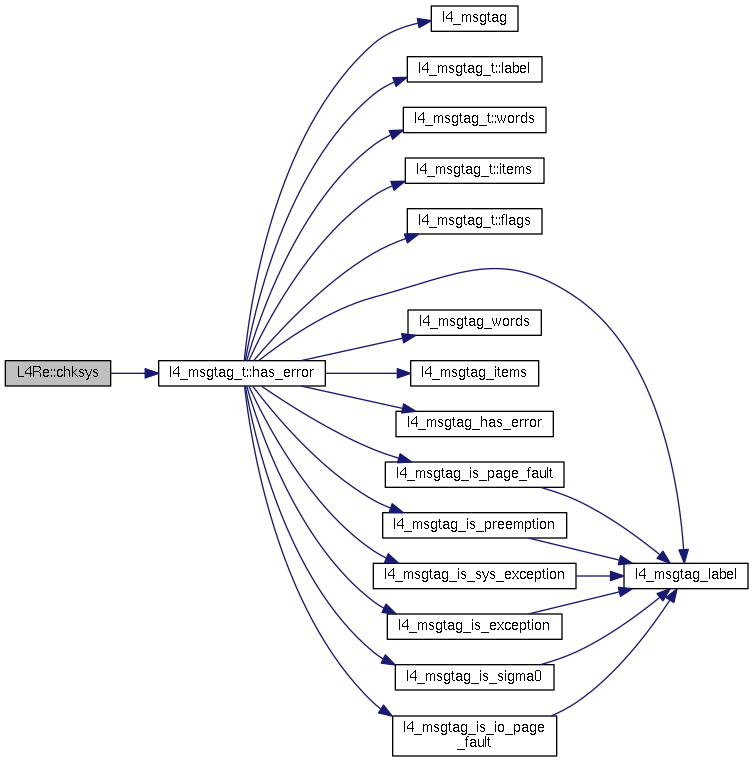 l4_msgtag
l4_msgtag_t::label
l4_msgtag_t::words
l4_msgtag_t::items
l4_msgtag_t::flags
l4_msgtag_words
L4Re::chksys
l4_msgtag_t::has_error
l4_msgtag_items
l4_msgtag_has_error
l4_msgtag_is_page_fault
l4_msgtag_is_preemption
l4_msgtag_is_sys_exception
l4_msgtag_label
l4_msgtag_is_exception
l4_msgtag_is_sigma0
l4_msgtag_is_io_page
_fault